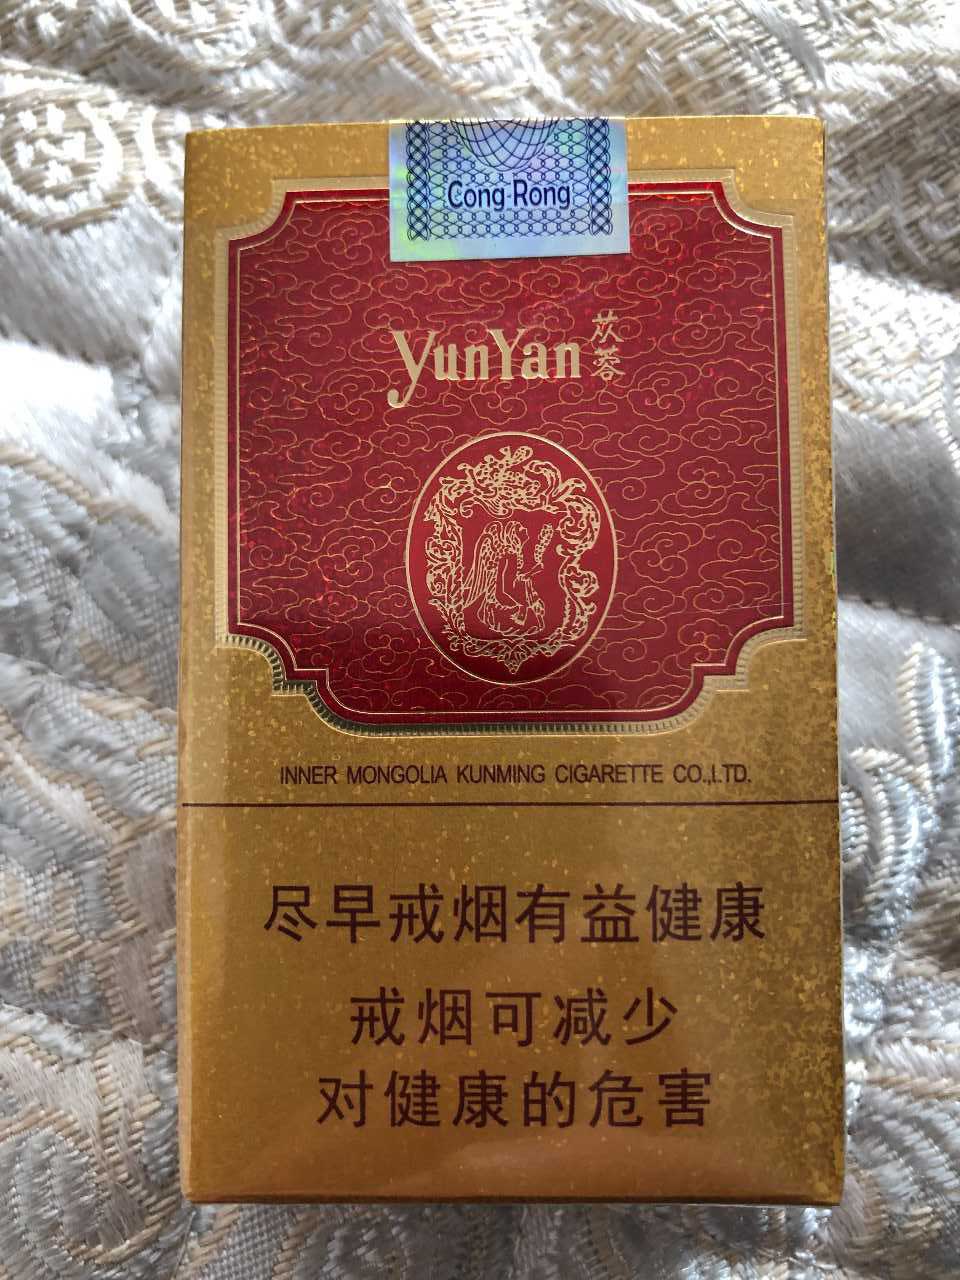 Cong-Rong
YunYan 苁蓉
INNER MONGOLIA KUNMING CIGARETTE CO.,LTD.
尽早戒烟有益健康
戒烟可减少
对健康的危害